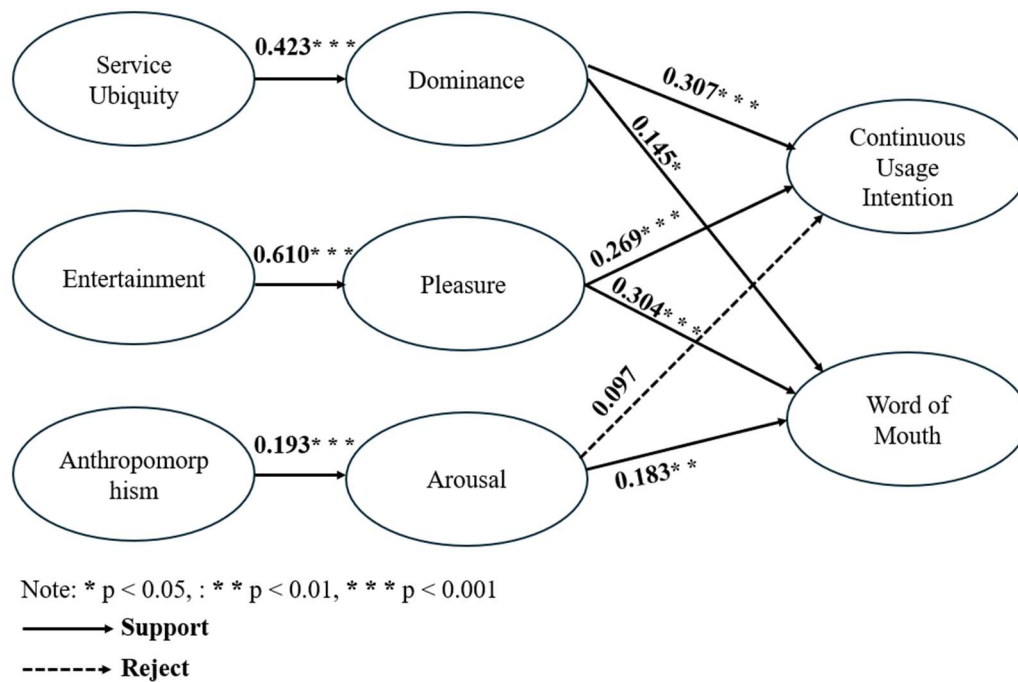 Service
Ubiquity
0.423***
Dominance
0.307***
0.145*
Continuous
Usage
Intention
Entertainment
0.610***
Pleasure
0.269***
0.304***
Anthropomorp
hism
0.193***
Arousal
0.097
0.183**
Word of
Mouth
Note: * p < 0.05, : ** p < 0.01, *** p < 0.001
Support
Reject